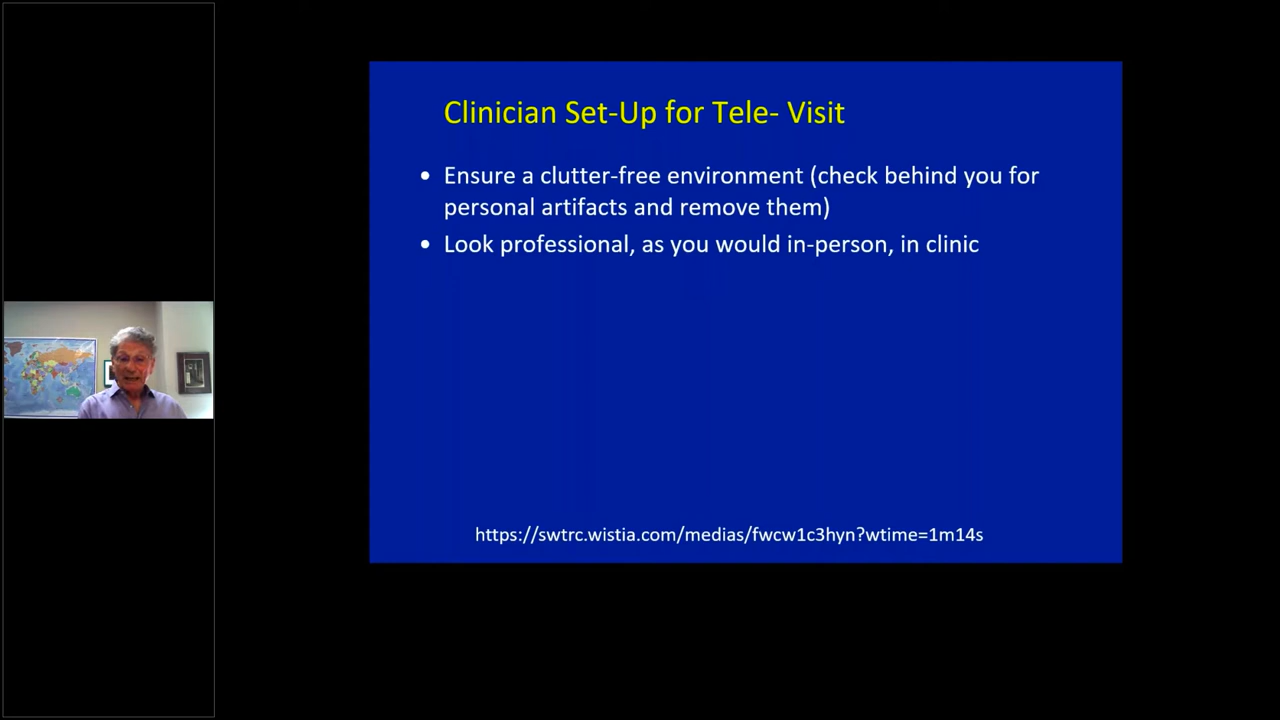 Clinician Set-Up for Tele- Visit
• Ensure a clutter-free environment (check behind you for
personal artifacts and remove them)
• Look professional, as you would in-person, in clinic
https://swtrc.wistia.com/medias/fwcw1c3hyn?wtime=1m14s